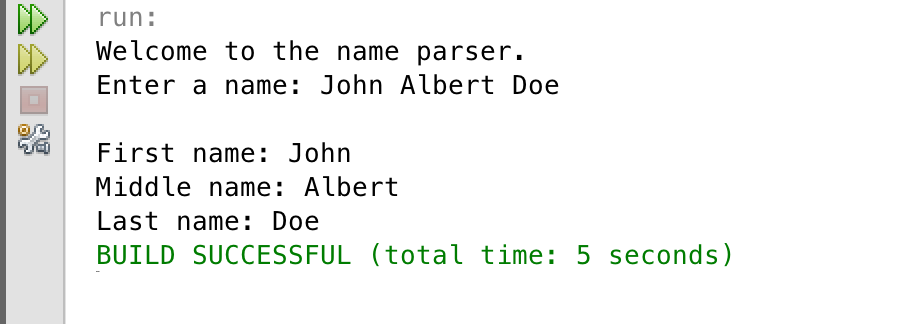 run:
Welcome to the name parser.
Enter a name: John Albert Doe
First name: John
Middle name: Albert
Last name: Doe
BUILD SUCCESSFUL (total time: 5 seconds)